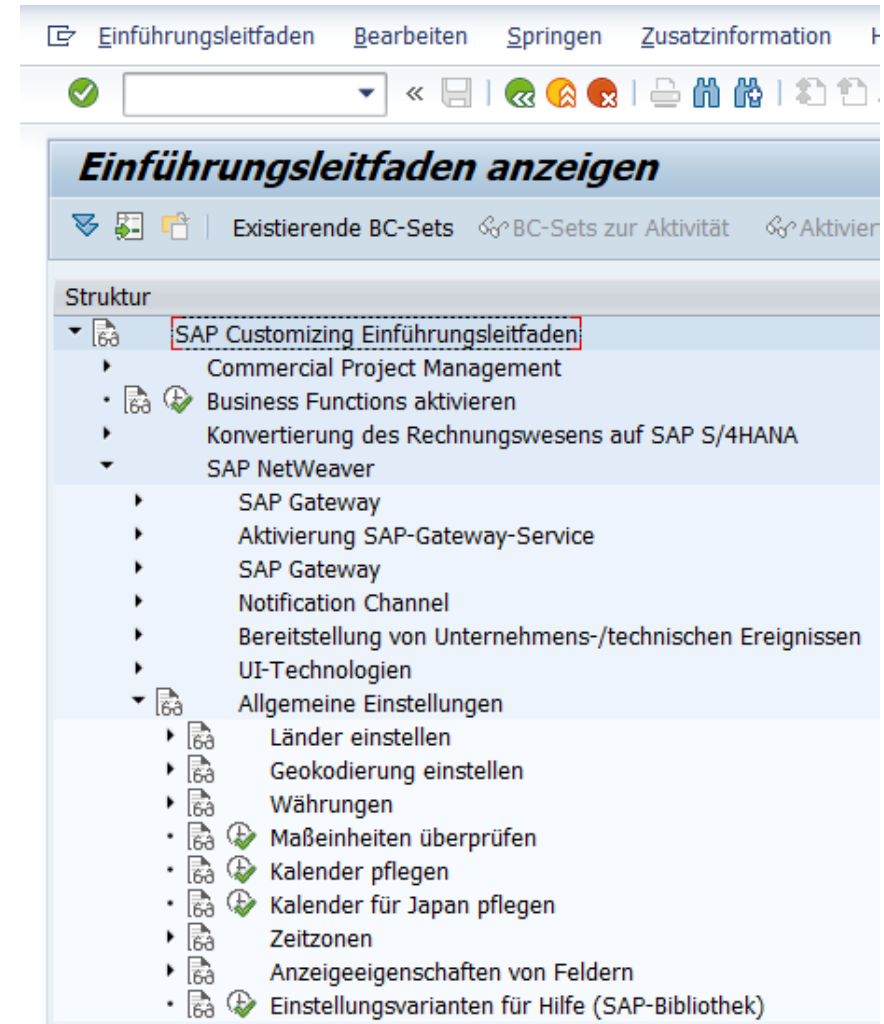 Einführungsleitfaden Bearbeiten Springen Zusatzinformation
Einführungsleitfaden anzeigen
Existierende BC-Sets BC-Sets zur Aktivität
Struktur
SAP Customizing Einführungsleitfaden
Commercial Project Management
Business Functions aktivieren
Konvertierung des Rechnungswesens auf SAP S/4HANA
SAP NetWeaver
SAP Gateway
Aktivierung SAP-Gateway-Service
SAP Gateway
Notification Channel
Bereitstellung von Unternehmens-/technischen Ereignissen
UI-Technologien
Allgemeine Einstellungen
Länder einstellen
Geokodierung einstellen
Währungen
Maßeinheiten überprüfen
Kalender pflegen
Kalender für Japan pflegen
Zeitzonen
Anzeigeeigenschaften von Feldern
Einstellungsvarianten für Hilfe (SAP-Bibliothek)